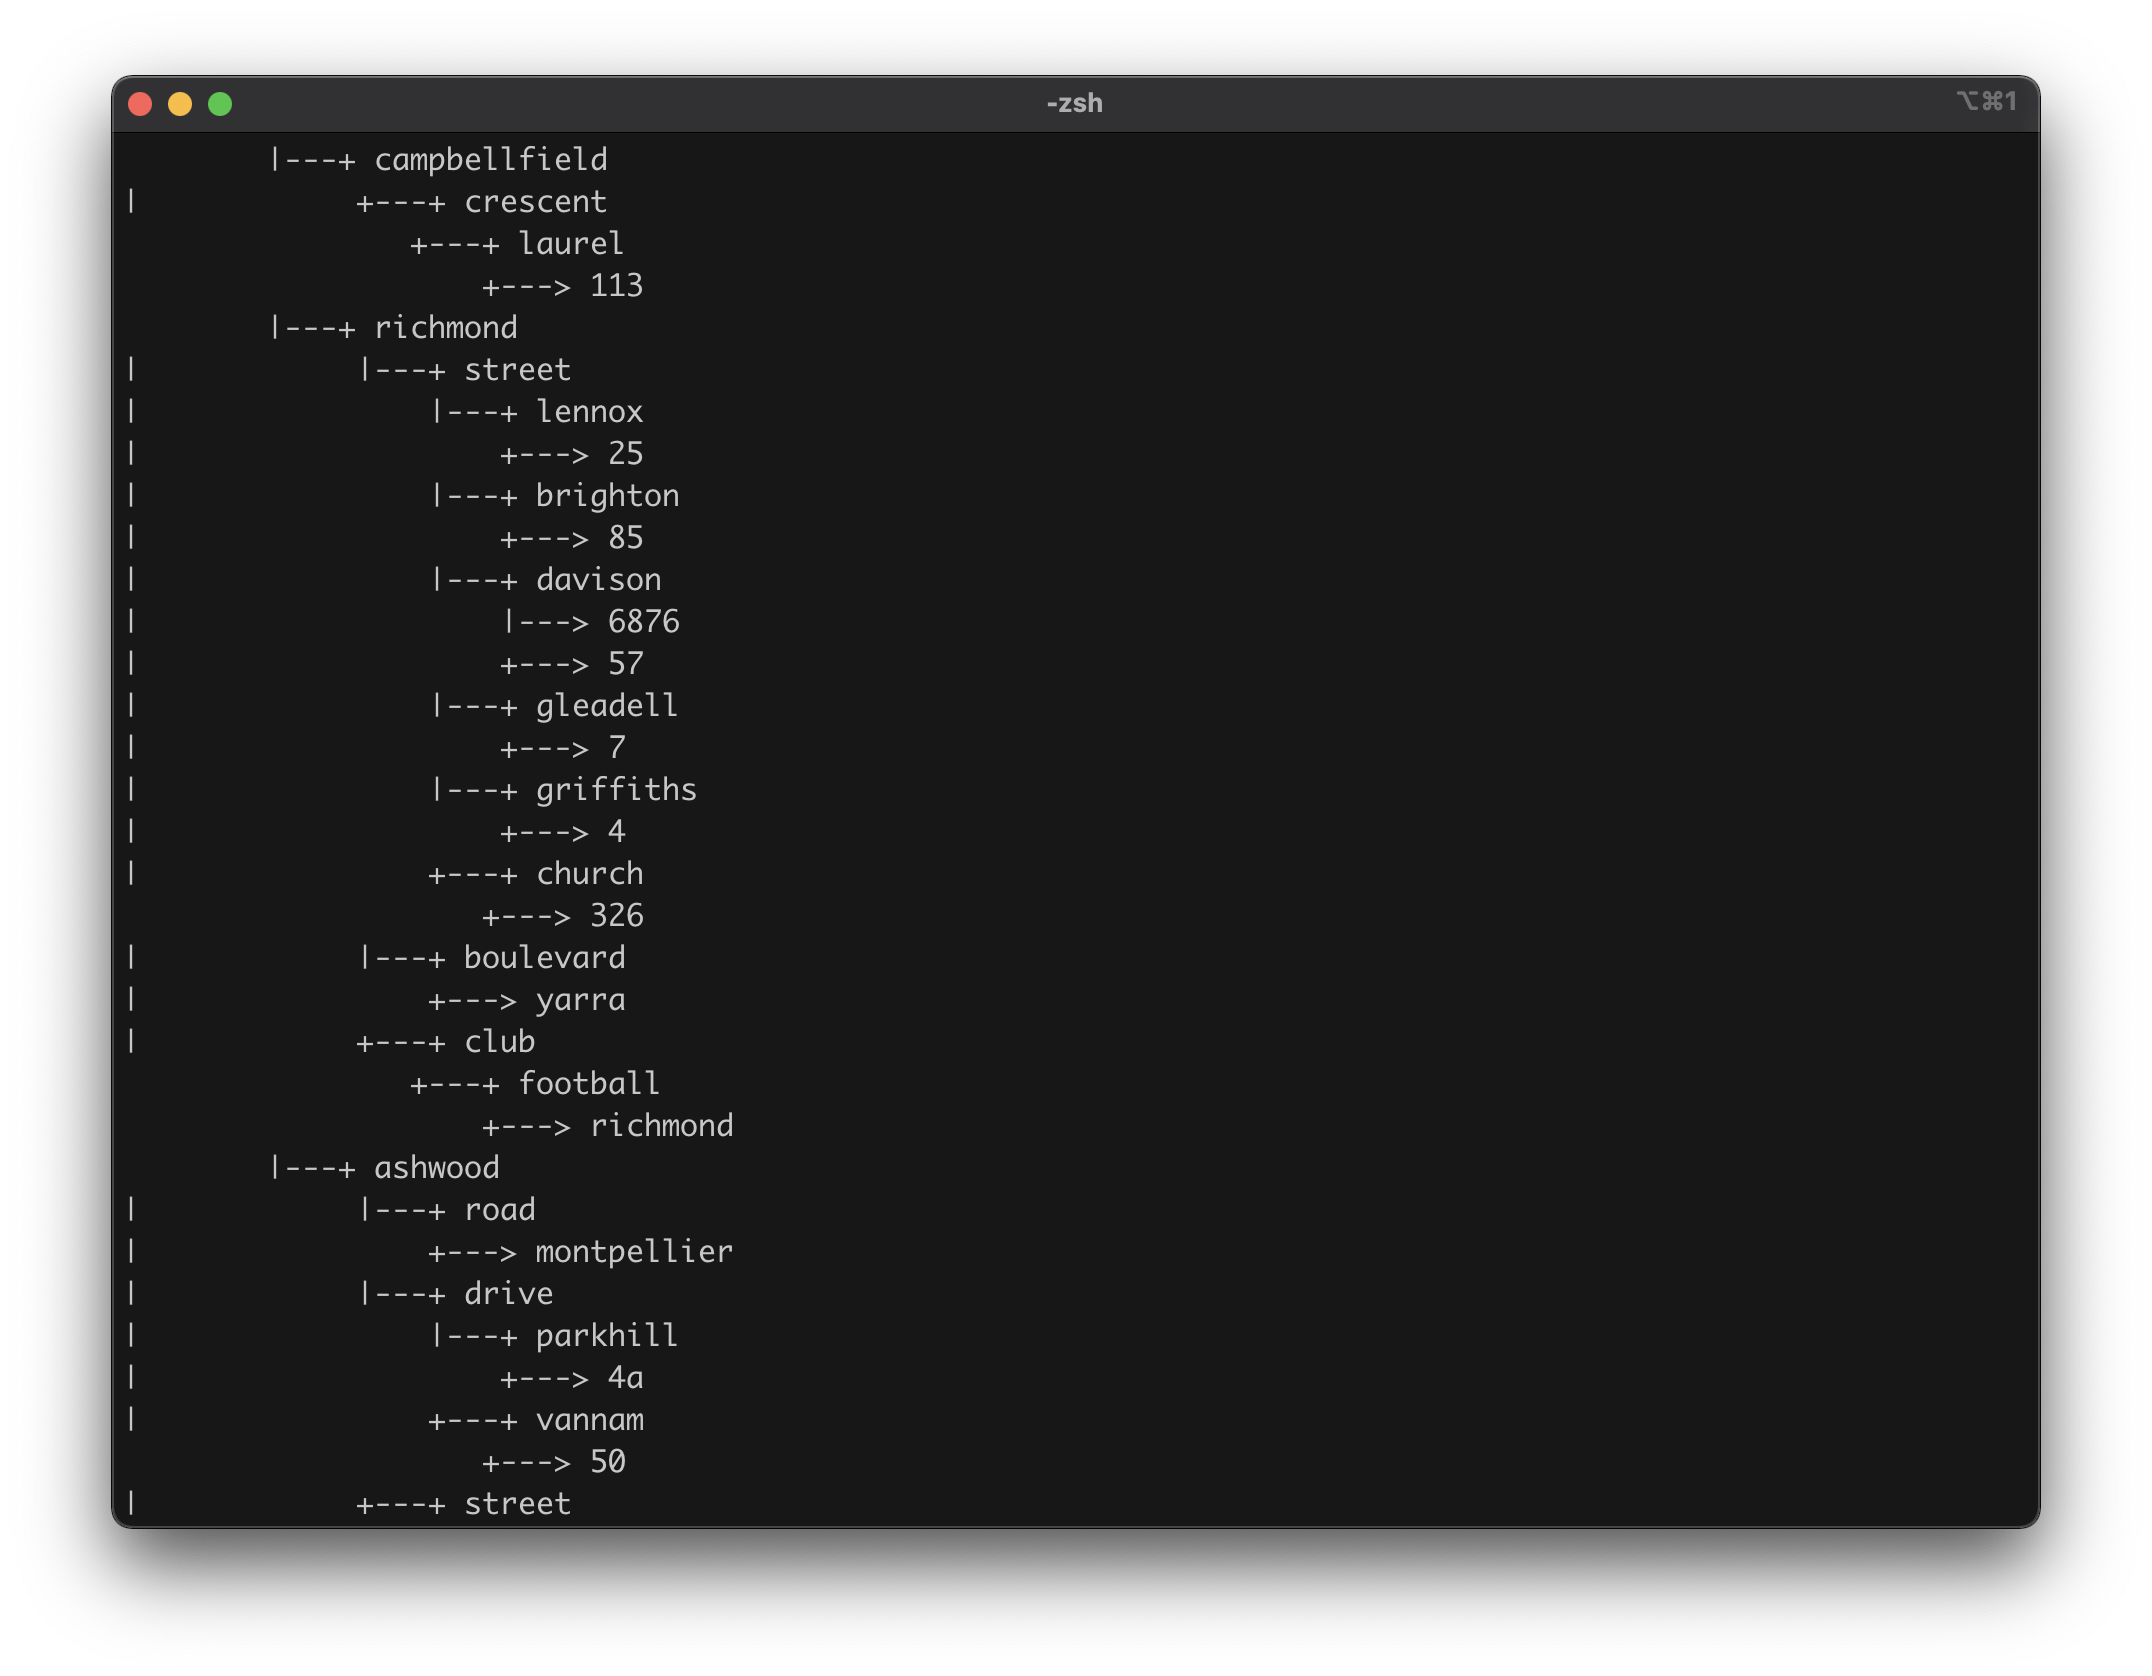 -zsh ⌥⌘1
        |---+ campbellfield
|            +---+ crescent
                +---+ laurel
                    +---> 113
        |---+ richmond
|            |---+ street
|                |---+ lennox
|                    +---> 25
|                |---+ brighton
|                    +---> 85
|                |---+ davison
|                    |---> 6876
|                    +---> 57
|                |---+ gleadell
|                    +---> 7
|                |---+ griffiths
|                    +---> 4
|                +---+ church
                    +---> 326
|            |---+ boulevard
|                +---> yarra
|            +---+ club
                +---+ football
                    +---> richmond
        |---+ ashwood
|            |---+ road
|                +---> montpellier
|            |---+ drive
|                |---+ parkhill
|                    +---> 4a
|                +---+ vannam
                    +---> 50
|            +---+ street